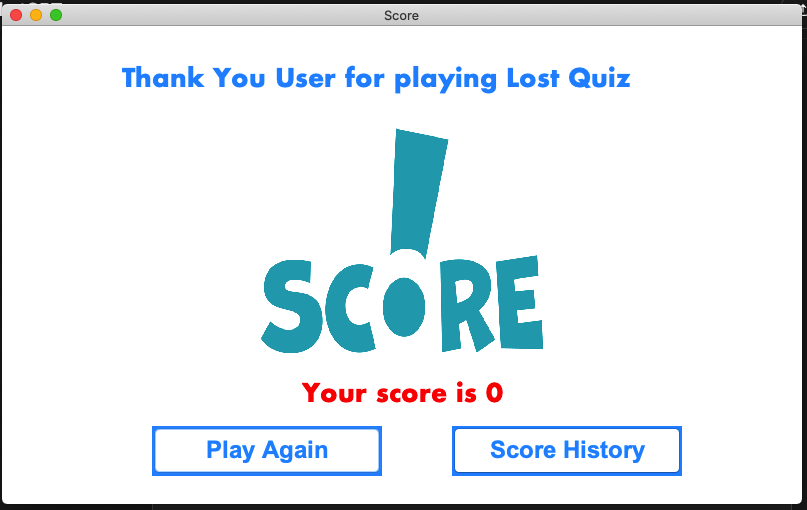 Score
Thank You User for playing Lost Quiz
SCORE
Your score is 0
Play Again
Score History